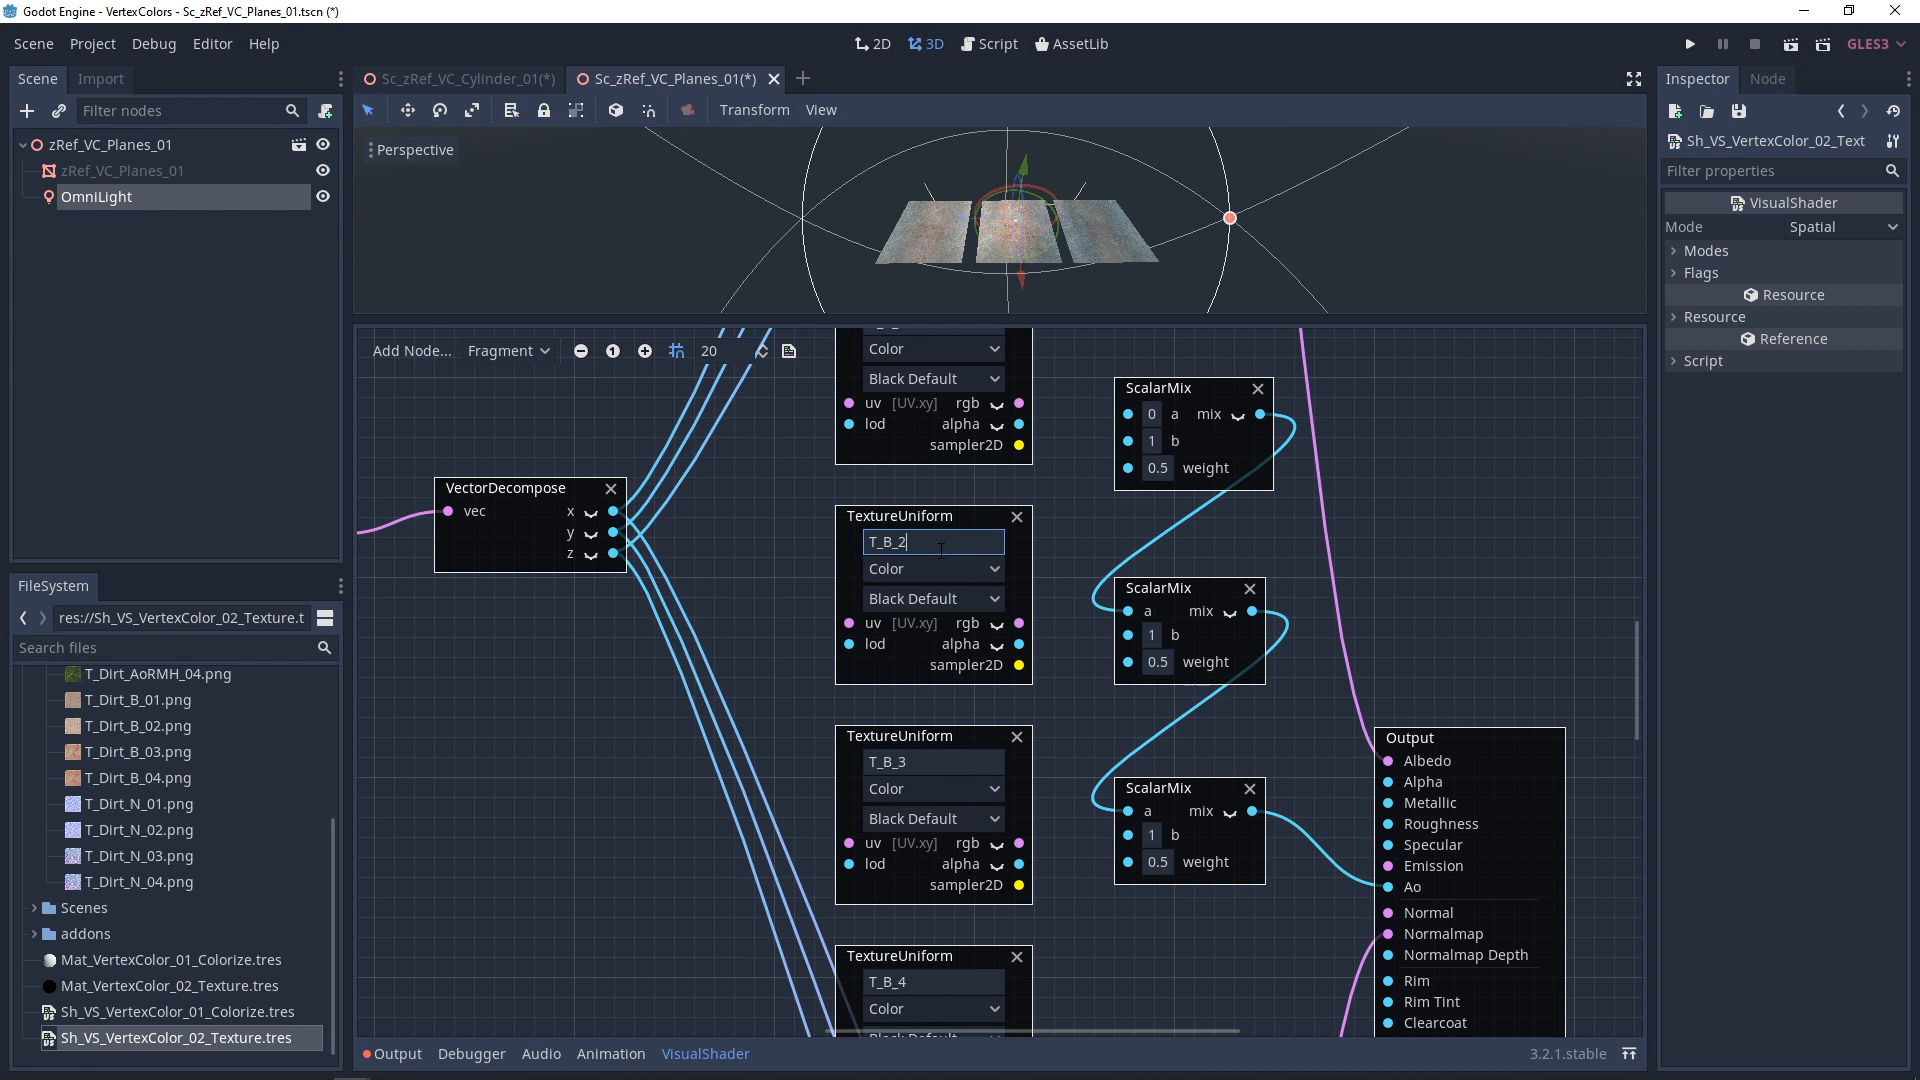 Godot Engine - VertexColors - Sc_zRef_VC_Planes_01.tscn (*)
Scene Project Debug Editor Help
2D 3D Script AssetLib
GLES3
Scene Import
Filter nodes
zRef_VC_Planes_01
zRef_VC_Planes_01
OmniLight
FileSystem
res://Sh_VS_VertexColor_02_Texture.t
Search files
T_Dirt_AoRMH_04.png
T_Dirt_B_01.png
T_Dirt_B_02.png
T_Dirt_B_03.png
T_Dirt_B_04.png
T_Dirt_N_01.png
T_Dirt_N_02.png
T_Dirt_N_03.png
T_Dirt_N_04.png
Scenes
addons
Mat_VertexColor_01_Colorize.tres
Mat_VertexColor_02_Texture.tres
Sh_VS_VertexColor_01_Colorize.tres
Sh_VS_VertexColor_02_Texture.tres
Sc_zRef_VC_Cylinder_01(*) Sc_zRef_VC_Planes_01(*)
Transform View
Perspective
Add Node... Fragment 1 20
VectorDecompose
vec x
y
z
Color
Black Default
uv [UV.xy] rgb
lod alpha
sampler2D
TextureUniform
T_B_2
Color
Black Default
uv [UV.xy] rgb
lod alpha
sampler2D
TextureUniform
T_B_3
Color
Black Default
uv [UV.xy] rgb
lod alpha
sampler2D
TextureUniform
T_B_4
Color
ScalarMix
0 a mix
1 b
0.5 weight
ScalarMix
a mix
1 b
0.5 weight
ScalarMix
a mix
1 b
0.5 weight
Output
Albedo
Alpha
Metallic
Roughness
Specular
Emission
Ao
Normal
Normalmap
Normalmap Depth
Rim
Rim Tint
Clearcoat
Output Debugger Audio Animation VisualShader
3.2.1.stable
Inspector Node
Sh_VS_VertexColor_02_Text
Filter properties
VisualShader
Mode Spatial
Modes
Flags
Resource
Resource
Reference
Script